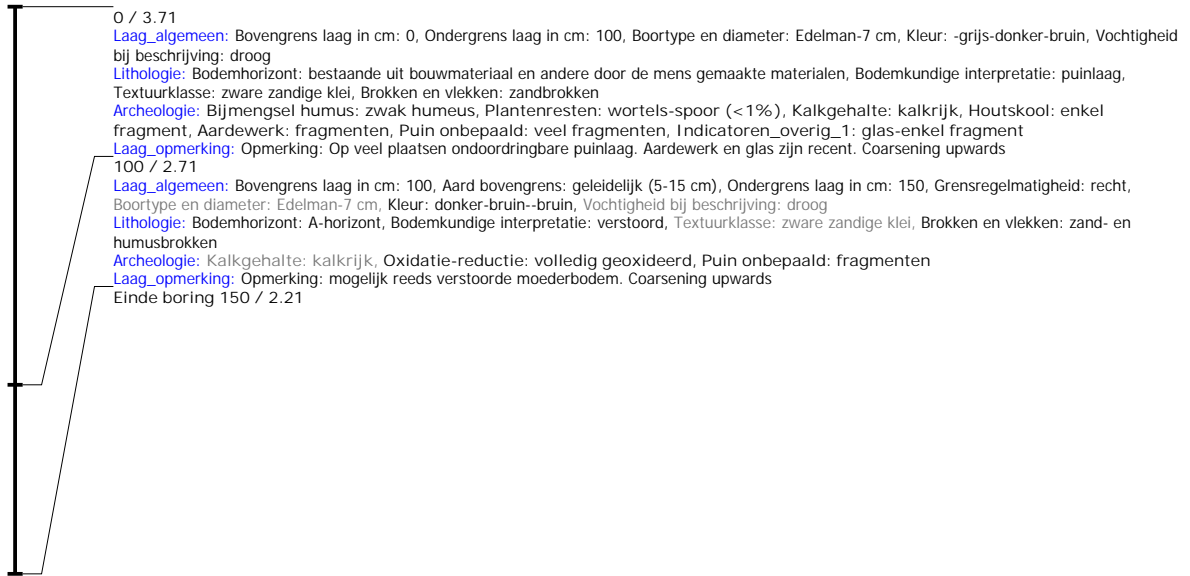 0 / 3.71
Laag_algemeen: Bovengrens laag in cm: 0, Ondergrens laag in cm: 100, Boortype en diameter: Edelman-7 cm, Kleur: -grijs-donker-bruin, Vochtigheid
bij beschrijving: droog
Lithologie: Bodemhorizont: bestaande uit bouwmateriaal en andere door de mens gemaakte materialen, Bodemkundige interpretatie: puinlaag,
Textuurklasse: zware zandige klei, Brokken en vlekken: zandbrokken
Archeologie: Bijmengsel humus: zwak humeus, Plantenresten: wortels-spoor (<1%), Kalkgehalte: kalkrijk, Houtskool: enkel
fragment, Aardewerk: fragmenten, Puin onbepaald: veel fragmenten, Indicatoren_overig_1: glas-enkel fragment
Laag_opmerking: Opmerking: Op veel plaatsen ondoordringbare puinlaag. Aardewerk en glas zijn recent. Coarsening upwards
100 / 2.71
Laag_algemeen: Bovengrens laag in cm: 100, Aard bovengrens: geleidelijk (5-15 cm), Ondergrens laag in cm: 150, Grensregelmatigheid: recht,
Boortype en diameter: Edelman-7 cm, Kleur: donker-bruin--bruin, Vochtigheid bij beschrijving: droog
Lithologie: Bodemhorizont: A-horizont, Bodemkundige interpretatie: verstoord, Textuurklasse: zware zandige klei, Brokken en vlekken: zand- en
humusbrokken
Archeologie: Kalkgehalte: kalkrijk, Oxidatie-reductie: volledig geoxideerd, Puin onbepaald: fragmenten
Laag_opmerking: Opmerking: mogelijk reeds verstoorde moederbodem. Coarsening upwards
Einde boring 150 / 2.21